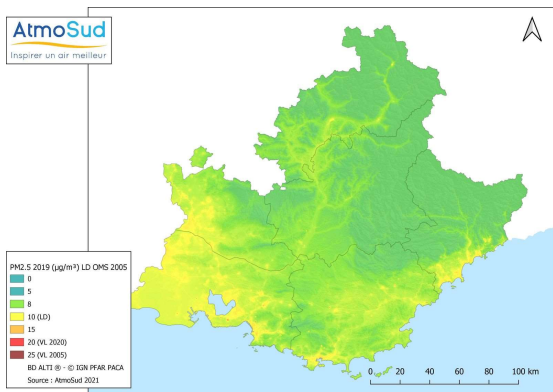 AtmoSud
Inspirer un air meilleur
PM2.5 2019 (µg/m³) LD OMS 2005
0
5
8
10 (LD)
15
20 (VL 2020)
25 (VL 2005)
BD ALTI ® - © IGN PFAR PACA
Source : AtmoSud 2021
0 20 40 60 80 100 km